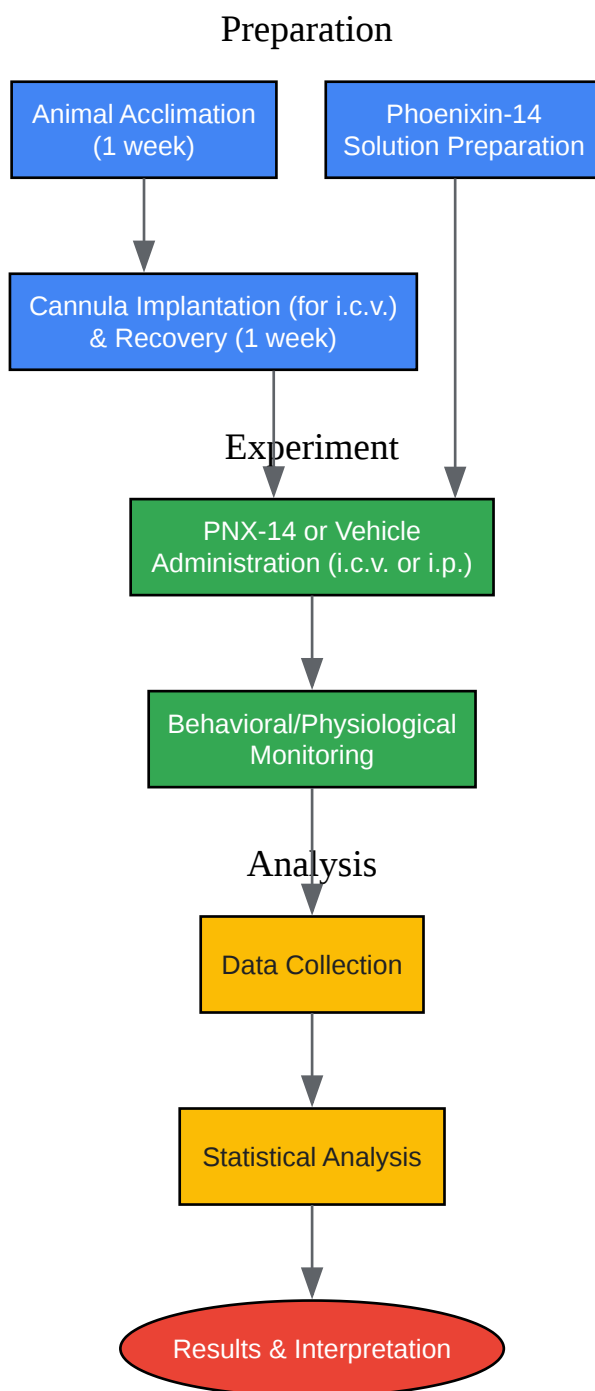 Preparation
Animal Acclimation
(1 week)
Phoenixin-14
Solution Preparation
Cannula Implantation (for i.c.v.)
& Recovery (1 week)
Experiment
PNX-14 or Vehicle
Administration (i.c.v. or i.p.)
Behavioral/Physiological
Monitoring
Analysis
Data Collection
Statistical Analysis
Results & Interpretation